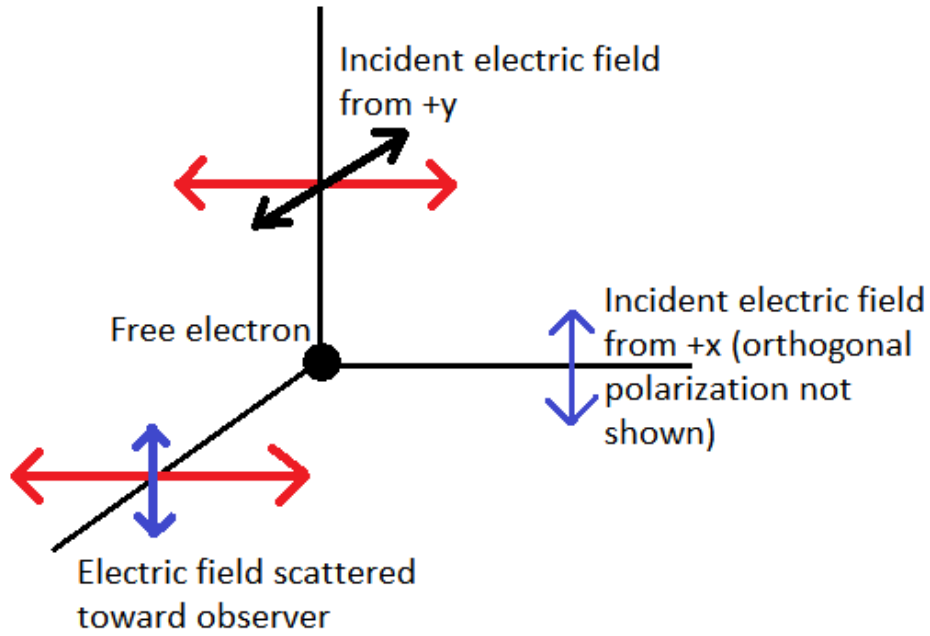 Incident electric field
from +y
Free electron
Incident electric field
from +x (orthogonal
polarization not
shown)
Electric field scattered
toward observer